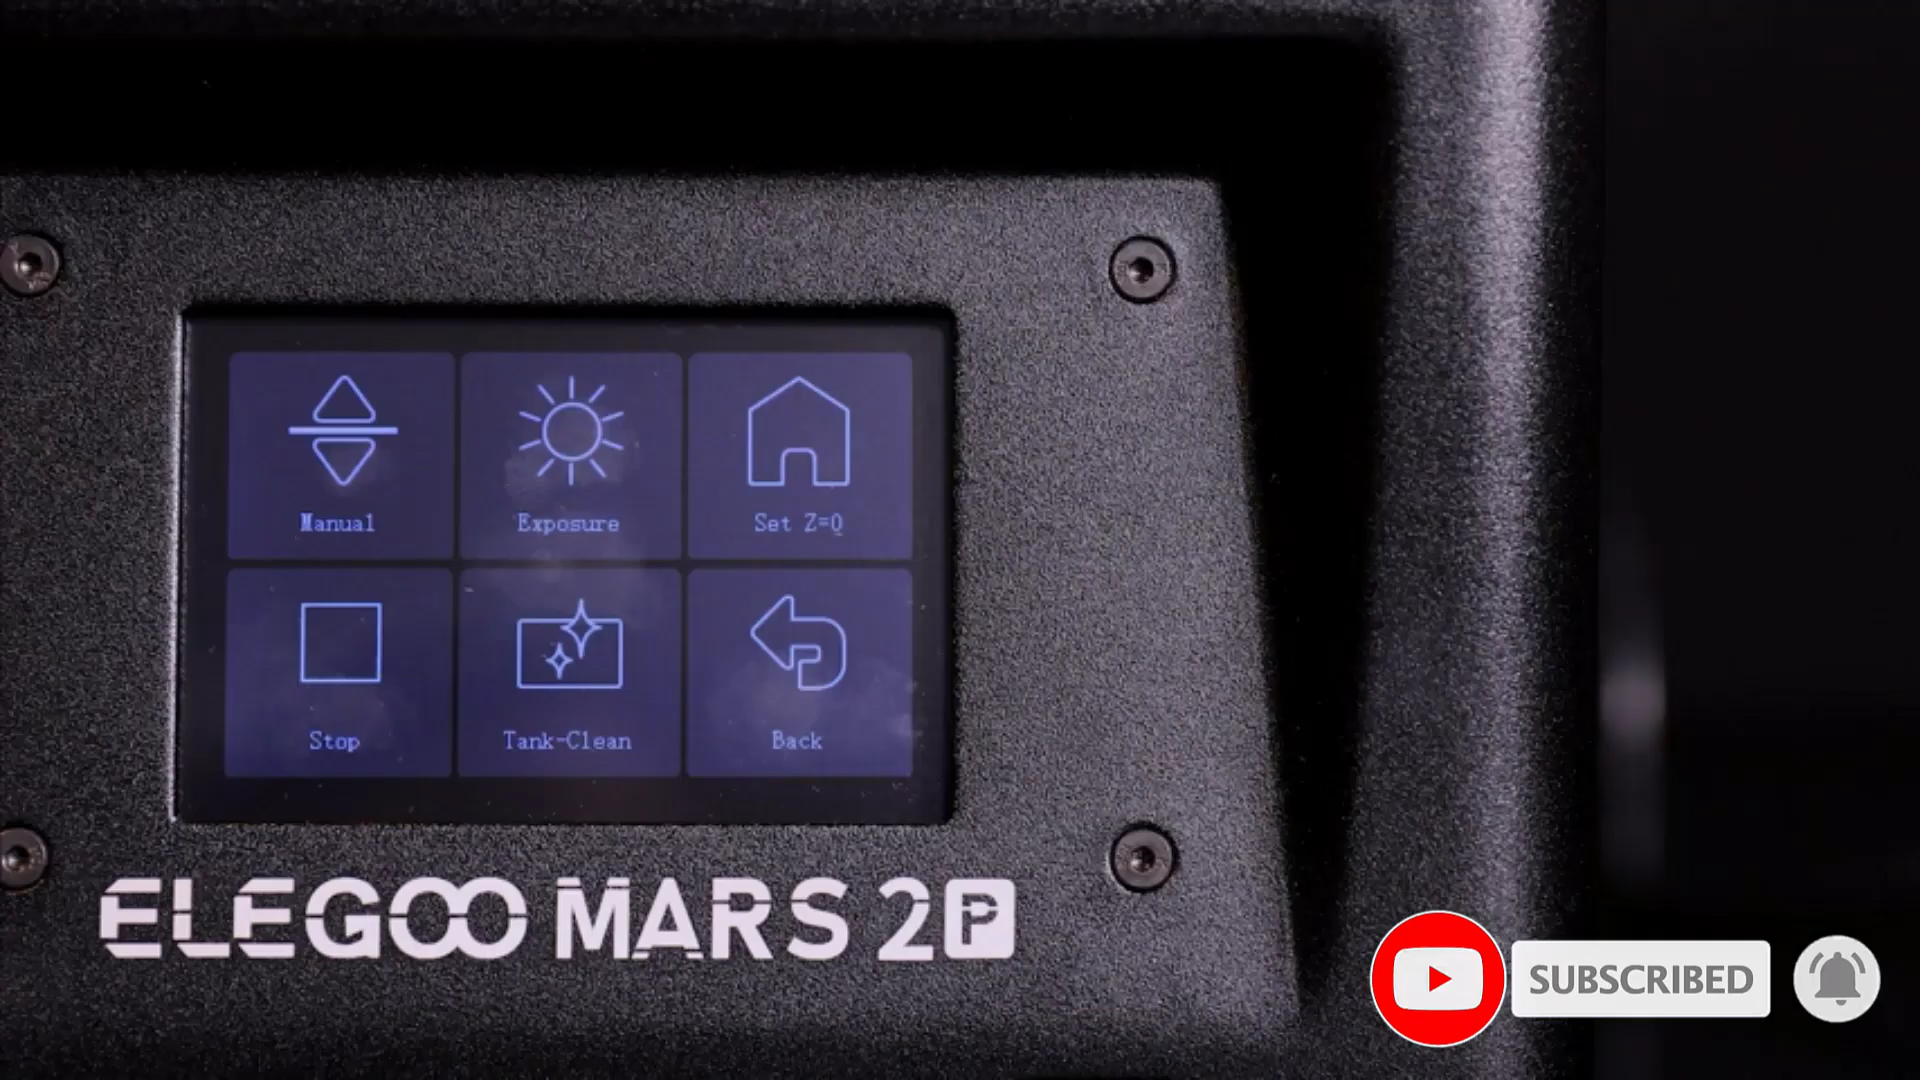 Manual
Exposure
Set Z=0
Stop
Tank-Clean
Back
ELEGOO MARS 2P
SUBSCRIBED